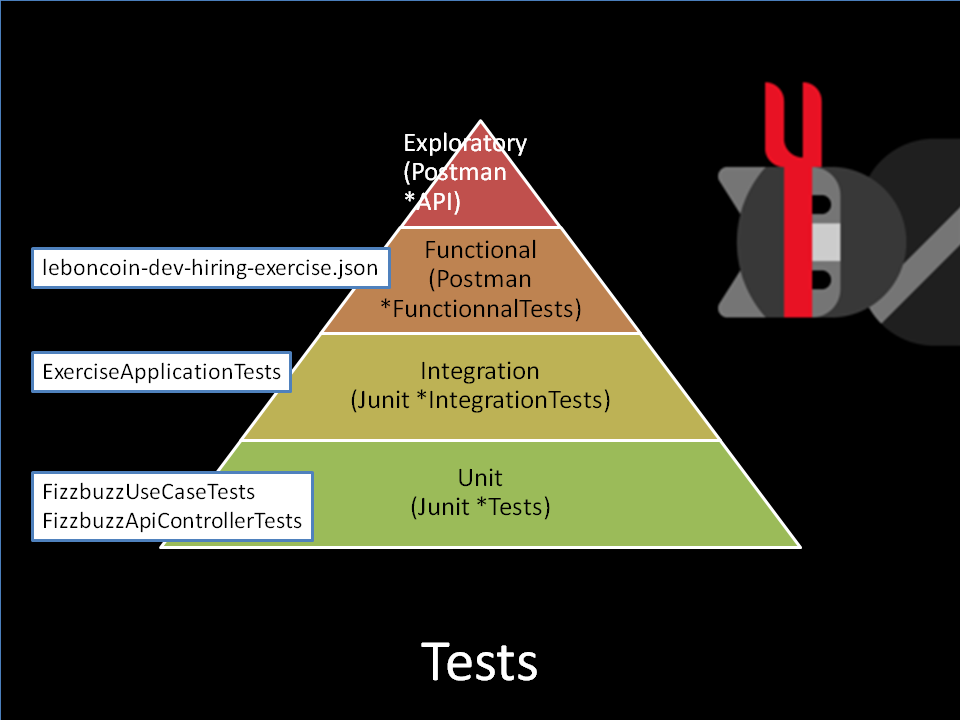 Exploratory
(Postman
*API)
leboncoin-dev-hiring-exercise.json
Functional
(Postman
*FunctionnalTests)
ExerciseApplicationTests
Integration
(Junit *IntegrationTests)
FizzbuzzUseCaseTests
FizzbuzzApiControllerTests
Unit
(Junit *Tests)
Tests